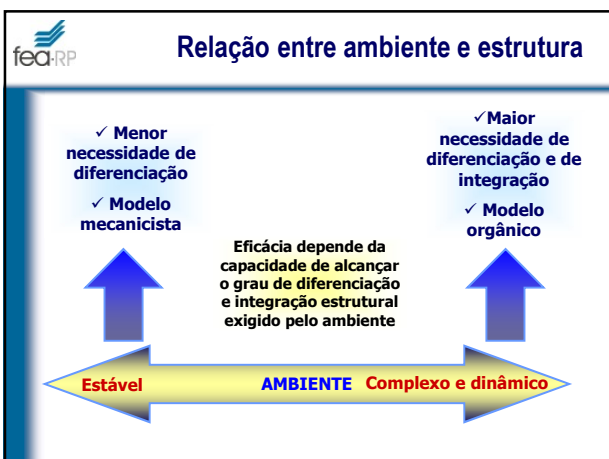 fea-RP
Relação entre ambiente e estrutura
✓ Menor
necessidade de
diferenciação
✓ Modelo
mecanicista
✓Maior
necessidade de
diferenciação e de
integração
✓ Modelo
orgânico
Eficácia depende da
capacidade de alcançar
o grau de diferenciação
e integração estrutural
exigido pelo ambiente
Estável
AMBIENTE
Complexo e dinâmico